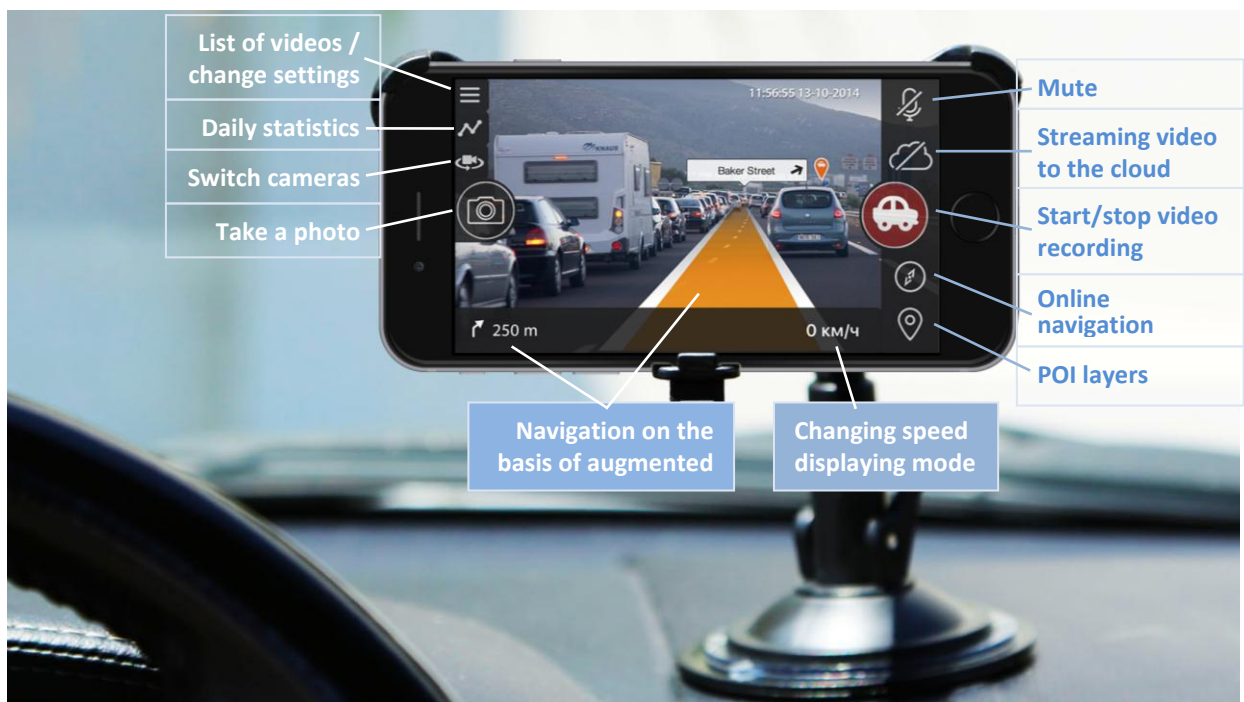 List of videos /
change settings
Daily statistics
Switch cameras
Take a photo
11:56:55 13-10-2014
KNAUS
Baker Street
250 m
0 км/ч
Mute
Streaming video
to the cloud
Start/stop video
recording
Online
navigation
POI layers
Navigation on the
basis of augmented
Changing speed
displaying mode